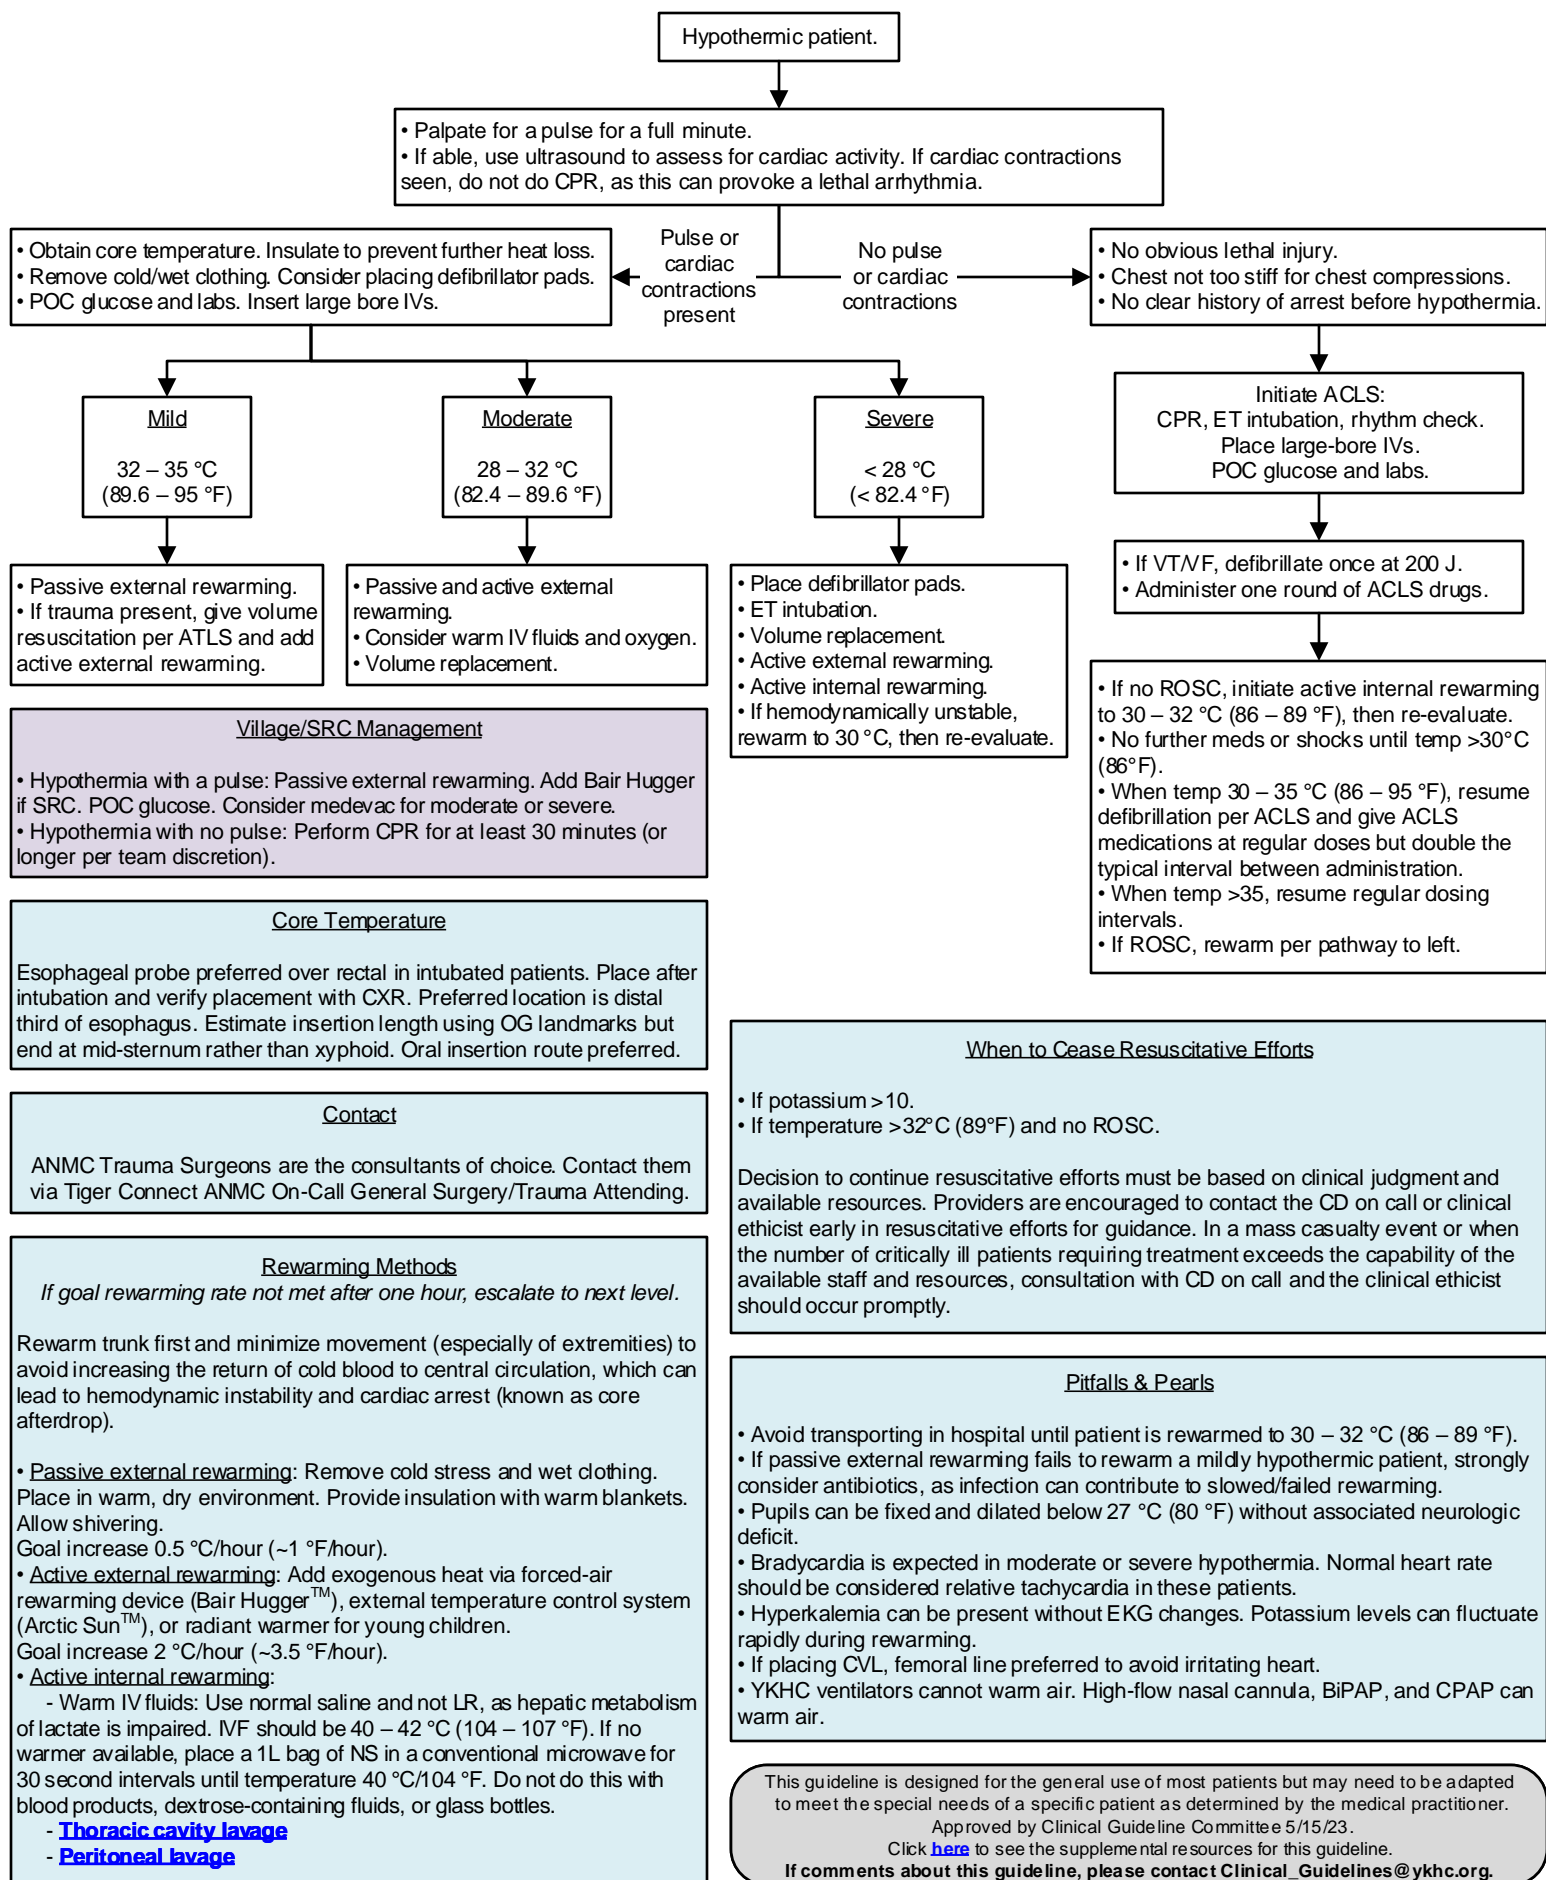 Hypothermic patient.
• Palpate for a pulse for a full minute.
• If able, use ultrasound to assess for cardiac activity. If cardiac contractions
seen, do not do CPR, as this can provoke a lethal arrhythmia.
Pulse or
cardiac
contractions
present
No pulse
or cardiac
contractions
• Obtain core temperature. Insulate to prevent further heat loss.
• Remove cold/wet clothing. Consider placing defibrillator pads.
• POC glucose and labs. Insert large bore IVs.
• No obvious lethal injury.
• Chest not too stiff for chest compressions.
• No clear history of arrest before hypothermia.
Mild
32 – 35 °C
(89.6 – 95 °F)
Moderate
28 – 32 °C
(82.4 – 89.6 °F)
Severe
< 28 °C
(< 82.4 °F)
Initiate ACLS:
CPR, ET intubation, rhythm check.
Place large-bore IVs.
POC glucose and labs.
• Passive external rewarming.
• If trauma present, give volume
resuscitation per ATLS and add
active external rewarming.
• Passive and active external
rewarming.
• Consider warm IV fluids and oxygen.
• Volume replacement.
• Place defibrillator pads.
• ET intubation.
• Volume replacement.
• Active external rewarming.
• Active internal rewarming.
• If hemodynamically unstable,
rewarm to 30 °C, then re-evaluate.
• If VT/VF, defibrillate once at 200 J.
• Administer one round of ACLS drugs.
• If no ROSC, initiate active internal rewarming
to 30 – 32 °C (86 – 89 °F), then re-evaluate.
• No further meds or shocks until temp >30°C
(86°F).
• When temp 30 – 35 °C (86 – 95 °F), resume
defibrillation per ACLS and give ACLS
medications at regular doses but double the
typical interval between administration.
• When temp >35, resume regular dosing
intervals.
• If ROSC, rewarm per pathway to left.
Village/SRC Management
• Hypothermia with a pulse: Passive external rewarming. Add Bair Hugger
if SRC. POC glucose. Consider medevac for moderate or severe.
• Hypothermia with no pulse: Perform CPR for at least 30 minutes (or
longer per team discretion).
Core Temperature
Esophageal probe preferred over rectal in intubated patients. Place after
intubation and verify placement with CXR. Preferred location is distal
third of esophagus. Estimate insertion length using OG landmarks but
end at mid-sternum rather than xyphoid. Oral insertion route preferred.
Contact
ANMC Trauma Surgeons are the consultants of choice. Contact them
via Tiger Connect ANMC On-Call General Surgery/Trauma Attending.
Rewarming Methods
If goal rewarming rate not met after one hour, escalate to next level.
Rewarm trunk first and minimize movement (especially of extremities) to
avoid increasing the return of cold blood to central circulation, which can
lead to hemodynamic instability and cardiac arrest (known as core
afterdrop).
• Passive external rewarming: Remove cold stress and wet clothing.
Place in warm, dry environment. Provide insulation with warm blankets.
Allow shivering.
Goal increase 0.5 °C/hour (~1 °F/hour).
• Active external rewarming: Add exogenous heat via forced-air
rewarming device (Bair Hugger™), external temperature control system
(Arctic Sun™), or radiant warmer for young children.
Goal increase 2 °C/hour (~3.5 °F/hour).
• Active internal rewarming:
- Warm IV fluids: Use normal saline and not LR, as hepatic metabolism
of lactate is impaired. IVF should be 40 – 42 °C (104 – 107 °F). If no
warmer available, place a 1L bag of NS in a conventional microwave for
30 second intervals until temperature 40 °C/104 °F. Do not do this with
blood products, dextrose-containing fluids, or glass bottles.
- Thoracic cavity lavage
- Peritoneal lavage
When to Cease Resuscitative Efforts
• If potassium >10.
• If temperature >32°C (89°F) and no ROSC.
Decision to continue resuscitative efforts must be based on clinical judgment and
available resources. Providers are encouraged to contact the CD on call or clinical
ethicist early in resuscitative efforts for guidance. In a mass casualty event or when
the number of critically ill patients requiring treatment exceeds the capability of the
available staff and resources, consultation with CD on call and the clinical ethicist
should occur promptly.
Pitfalls & Pearls
• Avoid transporting in hospital until patient is rewarmed to 30 – 32 °C (86 – 89 °F).
• If passive external rewarming fails to rewarm a mildly hypothermic patient, strongly
consider antibiotics, as infection can contribute to slowed/failed rewarming.
• Pupils can be fixed and dilated below 27 °C (80 °F) without associated neurologic
deficit.
• Bradycardia is expected in moderate or severe hypothermia. Normal heart rate
should be considered relative tachycardia in these patients.
• Hyperkalemia can be present without EKG changes. Potassium levels can fluctuate
rapidly during rewarming.
• If placing CVL, femoral line preferred to avoid irritating heart.
• YKHC ventilators cannot warm air. High-flow nasal cannula, BiPAP, and CPAP can
warm air.
This guideline is designed for the general use of most patients but may need to be adapted
to meet the special needs of a specific patient as determined by the medical practitioner.
Approved by Clinical Guideline Committee 5/15/23.
Click here to see the supplemental resources for this guideline.
If comments about this guideline, please contact Clinical_Guidelines@ykhc.org.